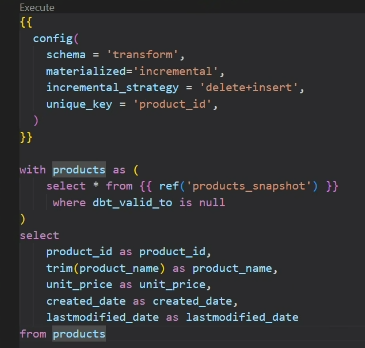 Execute
{{
config(
schema = 'transform',
materialized='incremental',
incremental_strategy = 'delete+insert',
unique_key = 'product_id',
)
}}
with products as (
select * from {{ ref('products_snapshot') }}
where dbt_valid_to is null
)
select
product_id as product_id,
trim(product_name) as product_name,
unit_price as unit_price,
created_date as created_date,
lastmodified_date as lastmodified_date
from products